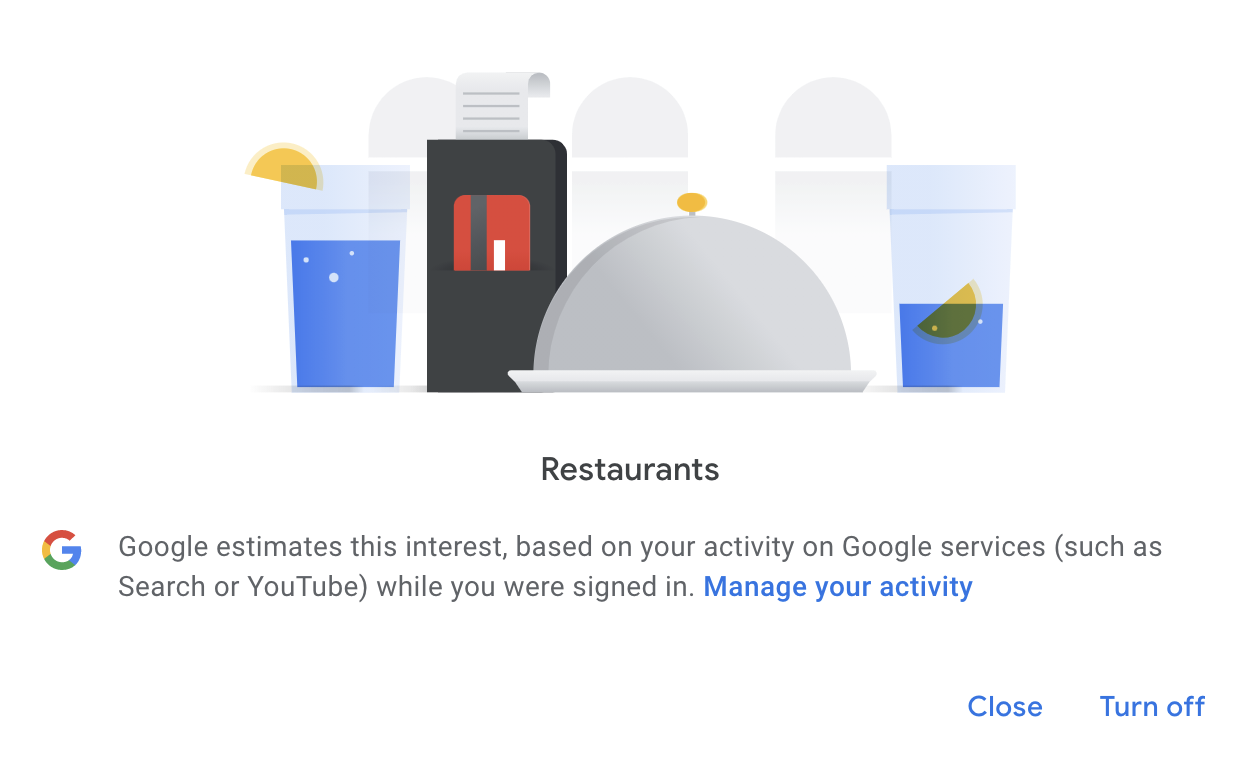 Restaurants
Google estimates this interest, based on your activity on Google services (such as
Search or YouTube) while you were signed in. Manage your activity
Close Turn off